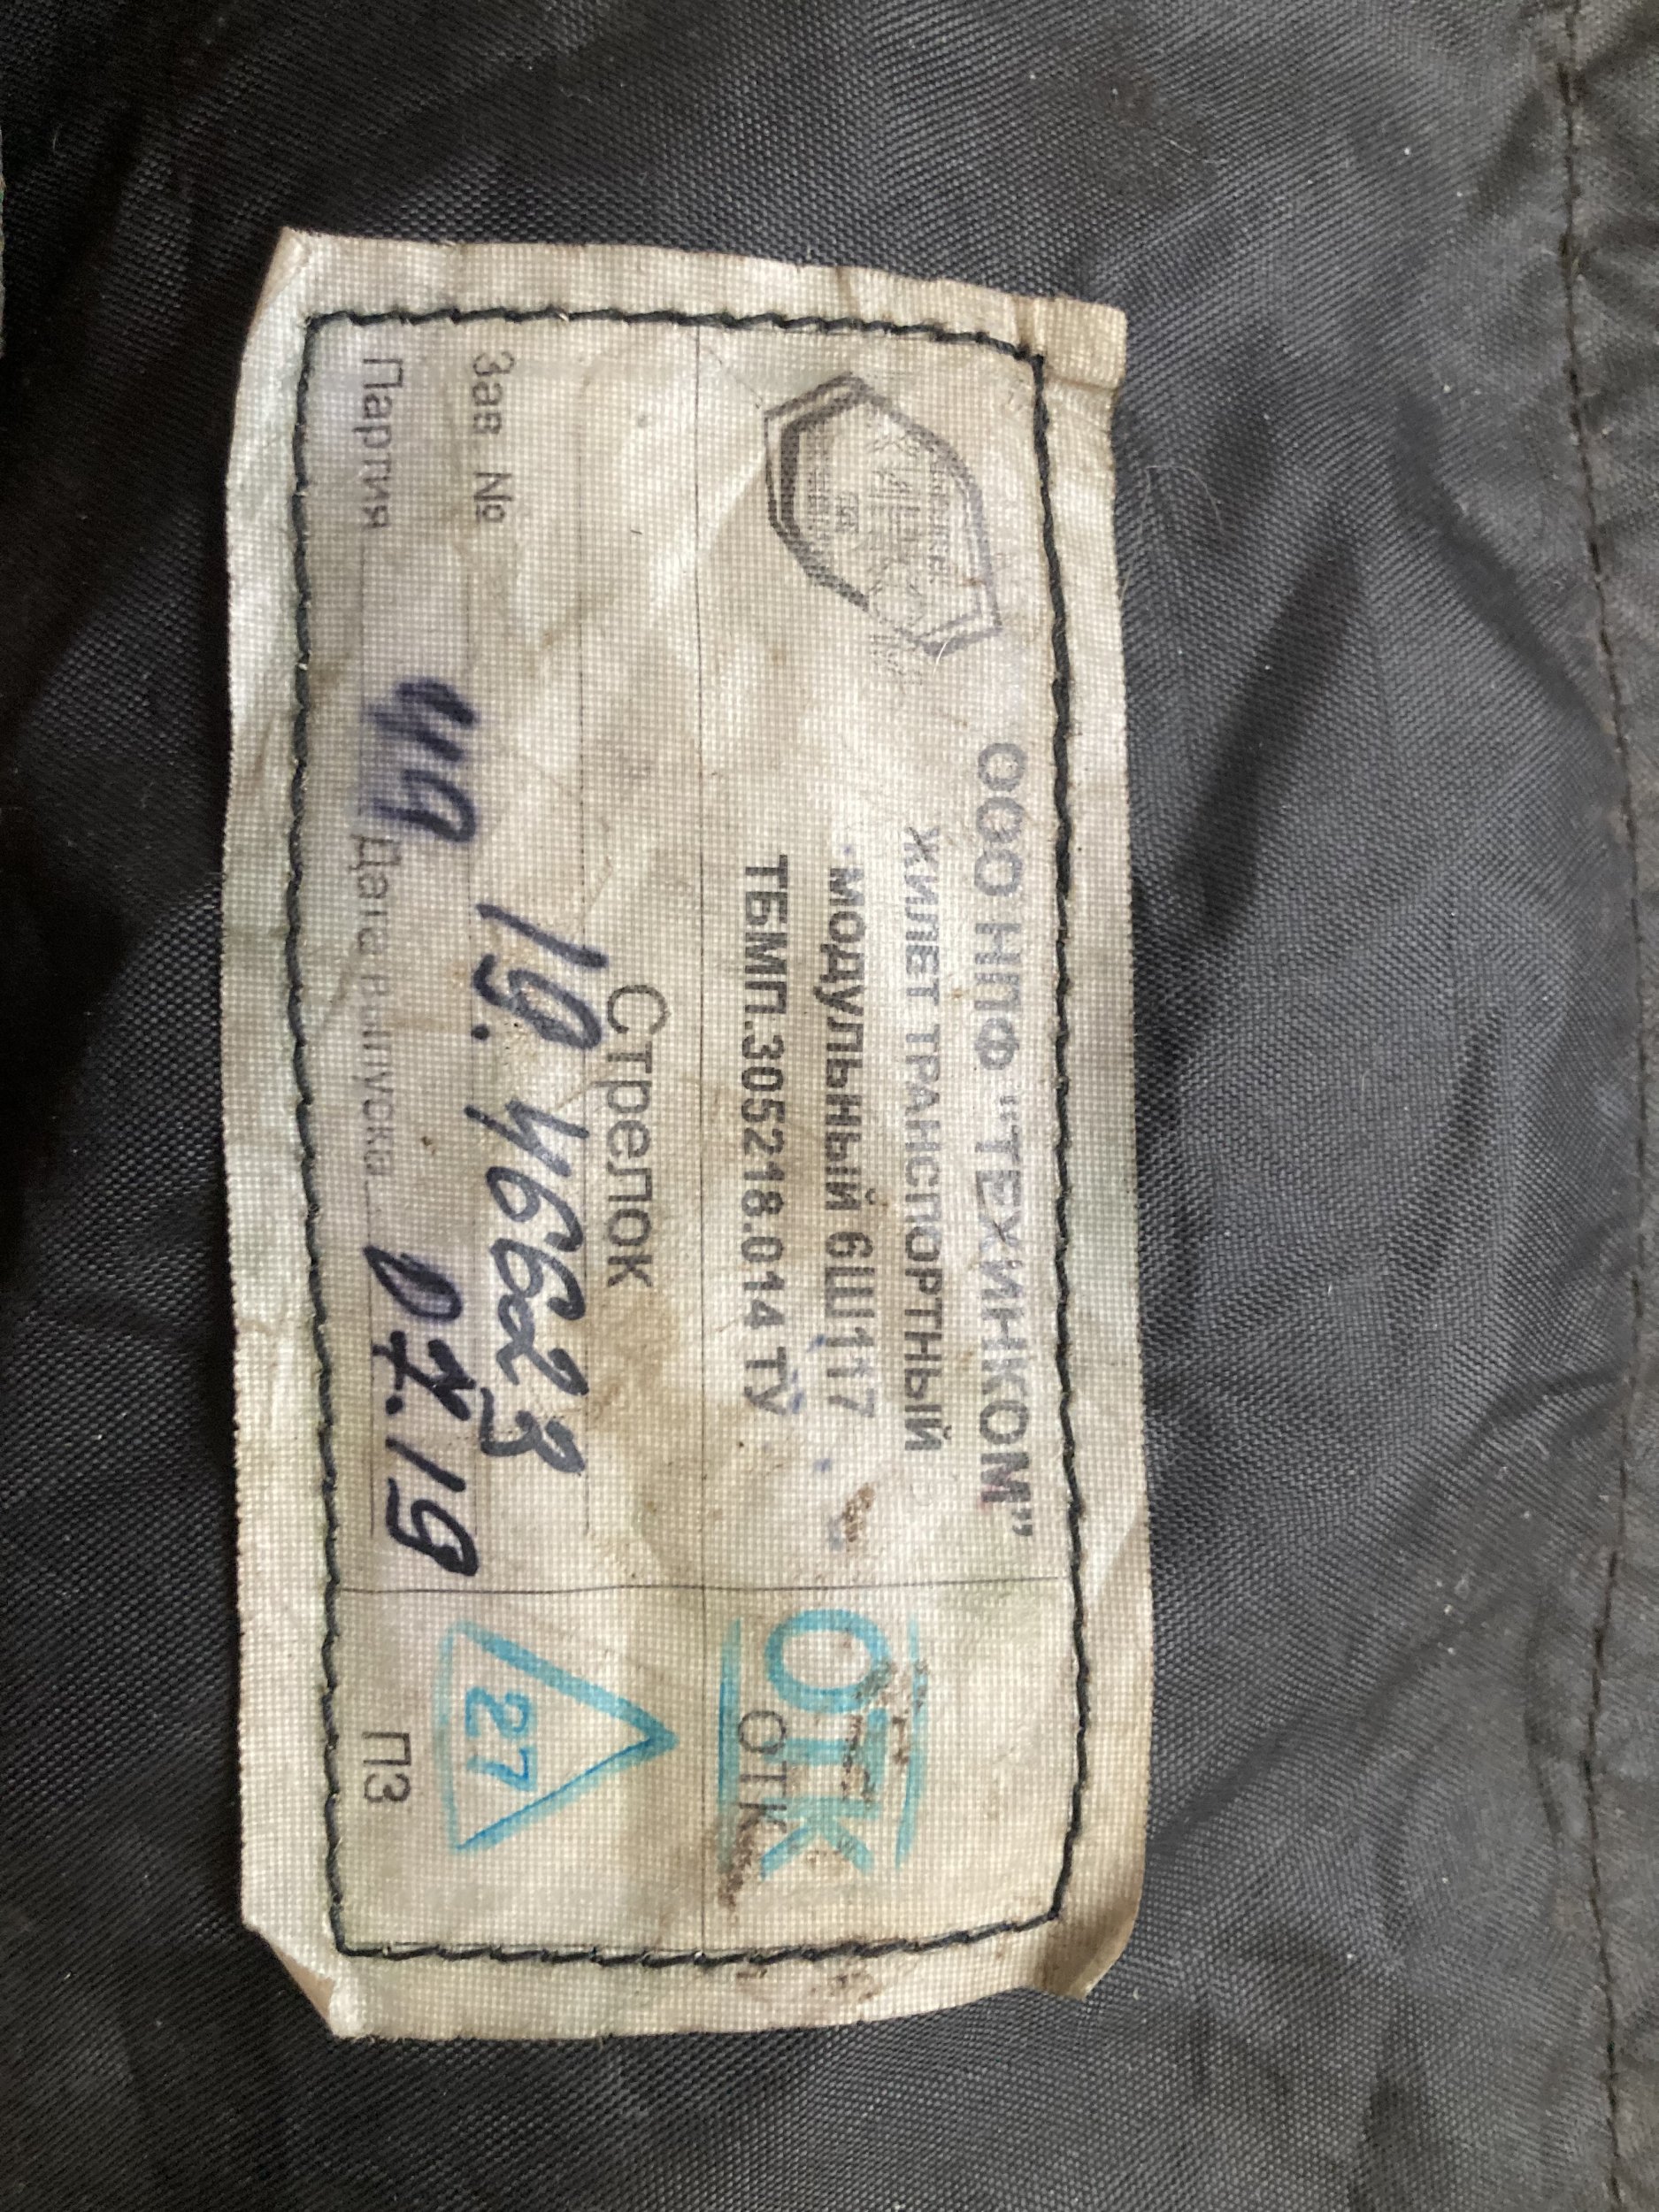 ООО НПФ "ТЕХИНКОМ"
ЖИЛЕТ ТРАНСПОРТНЫЙ
МОДУЛЬНЫЙ 6Ш117
ТБМП.305218.014 ТУ
Стрелок
Зав. № 19. 46623
Партия 49 Дата выпуска 07.19
ОТК
ОТК
27
ПЗ